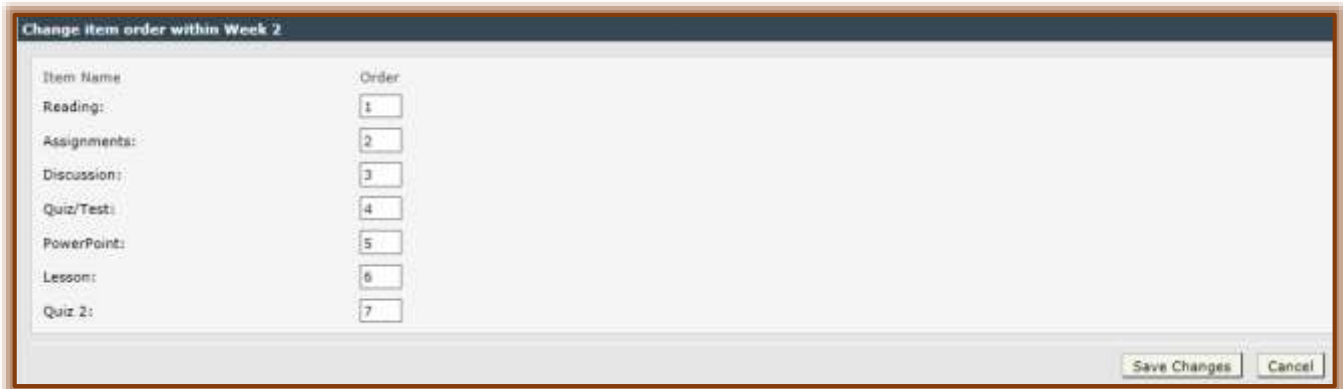 Change item order within Week 2
Item Name Order
Reading: 1
Assignments: 2
Discussion: 3
Quiz/Test: 4
PowerPoint: 5
Lesson: 6
Quiz 2: 7
Save Changes Cancel